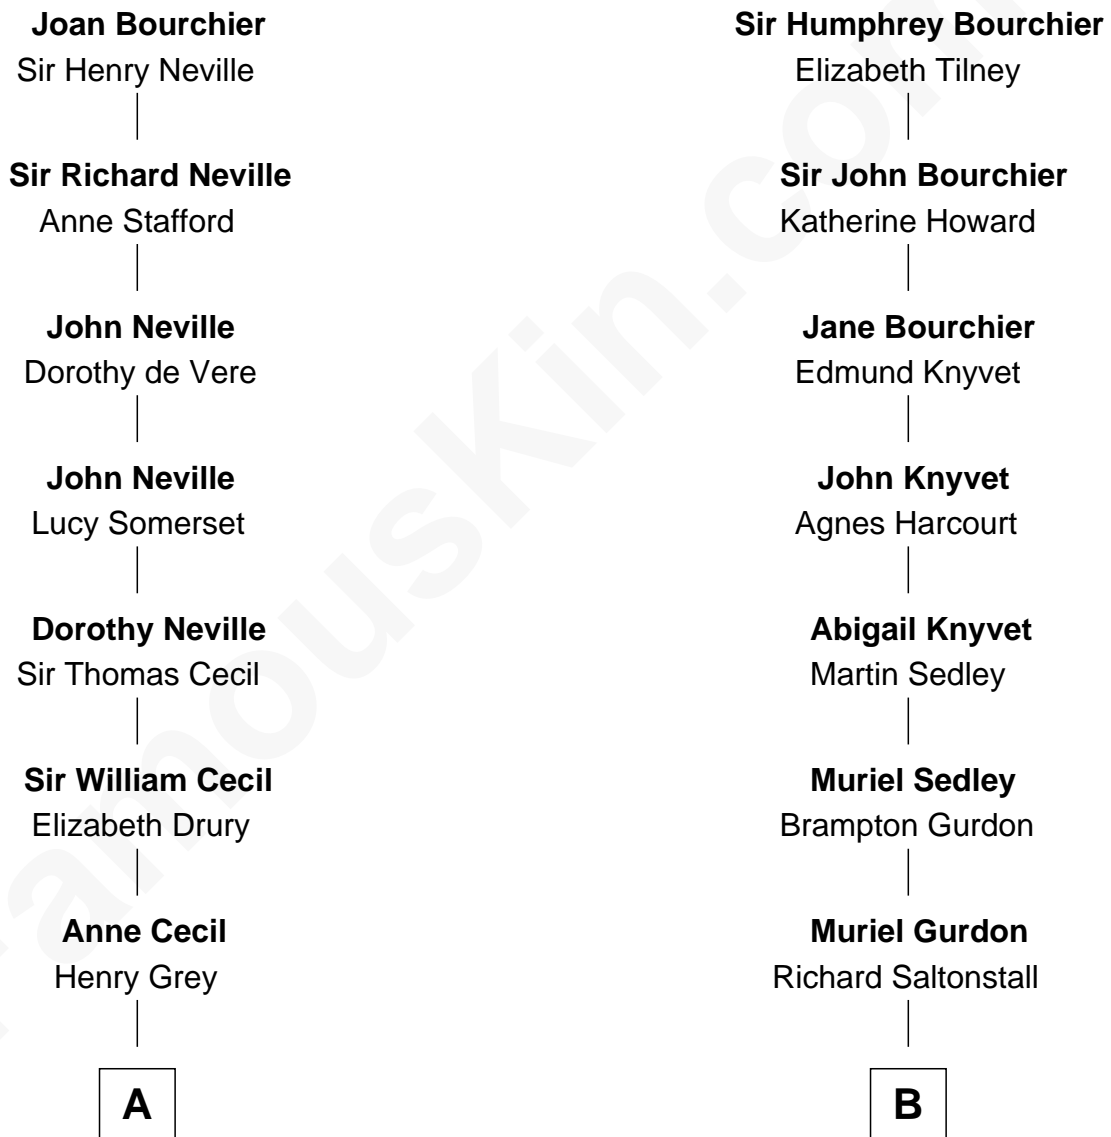 Joan Bourchier
Sir Henry Neville
Sir Richard Neville
Anne Stafford
John Neville
Dorothy de Vere
John Neville
Lucy Somerset
Dorothy Neville
Sir Thomas Cecil
Sir William Cecil
Elizabeth Drury
Anne Cecil
Henry Grey
A
Sir Humphrey Bourchier
Elizabeth Tilney
Sir John Bourchier
Katherine Howard
Jane Bourchier
Edmund Knyvet
John Knyvet
Agnes Harcourt
Abigail Knyvet
Martin Sedley
Muriel Sedley
Brampton Gurdon
Muriel Gurdon
Richard Saltonstall
B
FamousKin.com